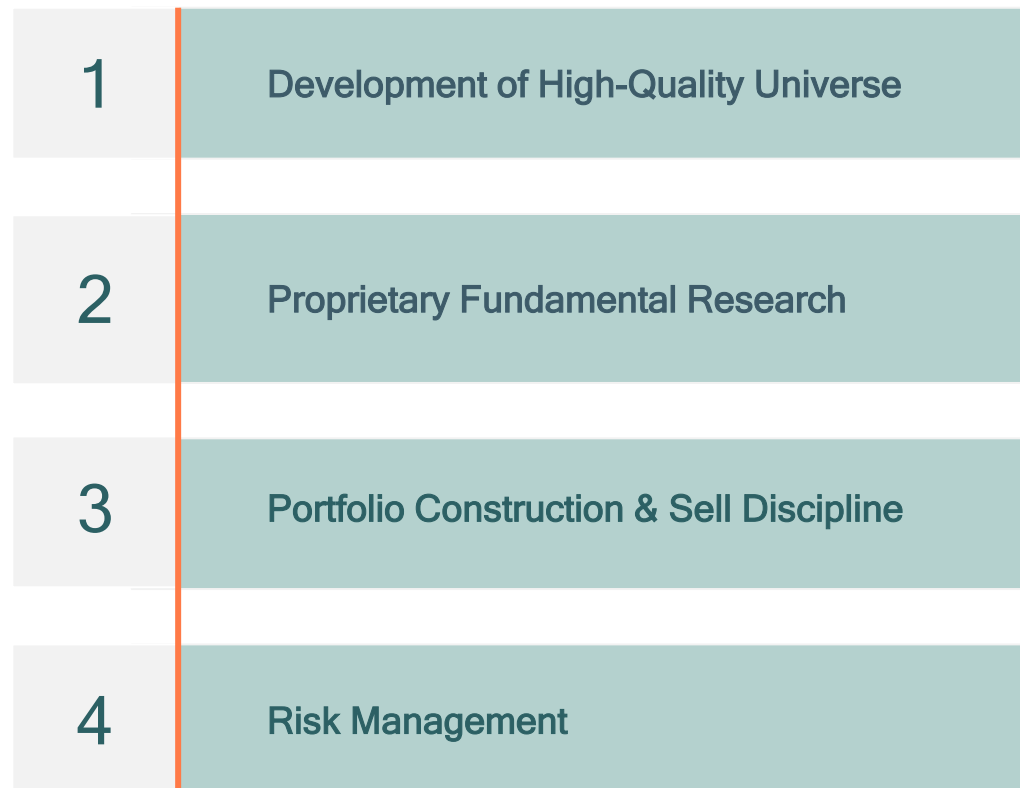 1
Development of High-Quality Universe
2
Proprietary Fundamental Research
3
Portfolio Construction & Sell Discipline
4
Risk Management